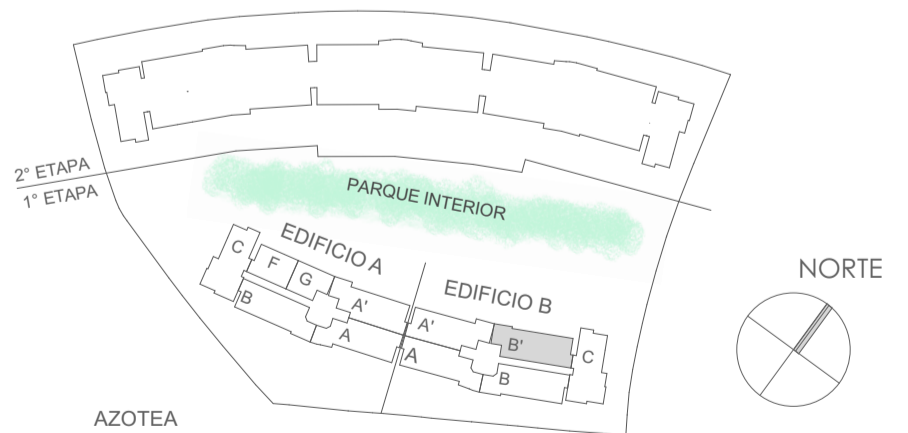 2° ETAPA
1° ETAPA
PARQUE INTERIOR
EDIFICIO A
C
F
G
B
A'
A
EDIFICIO B
A'
B'
C
A
B
NORTE
AZOTEA